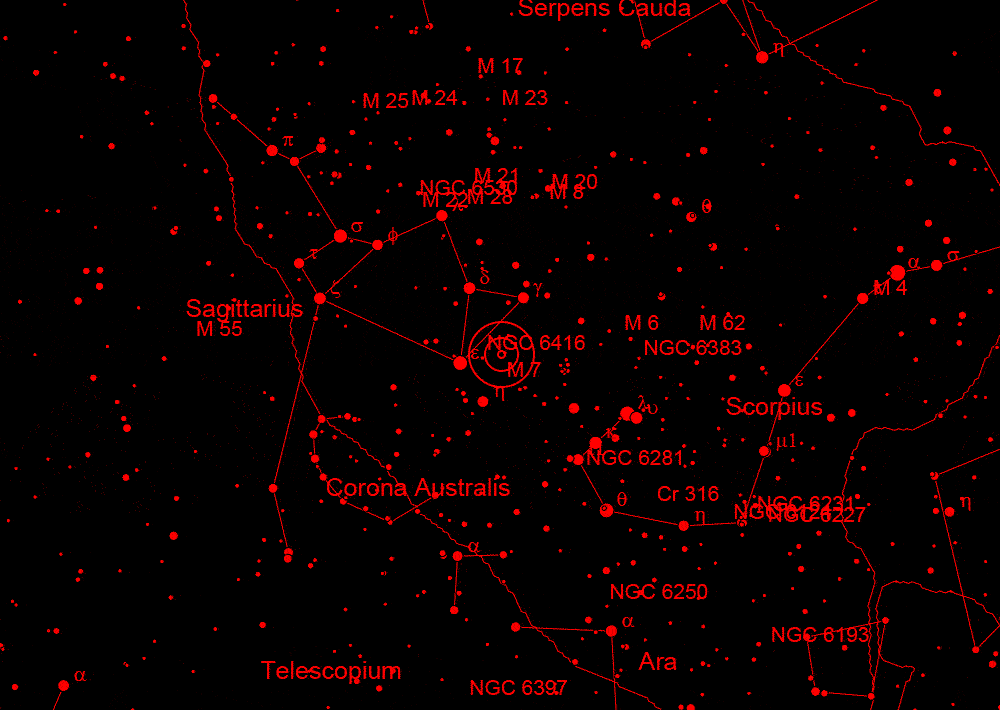 Serpens Cauda
η
M 17
M 25
M 24
M 23
π
M 21
M 20
NGC 6530
M 8
M 22
λ
M 28
θ
σ
φ
τ
σ
α
δ
γ
ζ
M 4
Sagittarius
M 55
M 6
M 62
NGC 6416
NGC 6383
ε
M 7
ε
η
λ
υ
Scorpius
κ
μ1
NGC 6281
Corona Australis
θ
Cr 316
η
NGC 6231
NGC 6227
η
α
NGC 6250
α
NGC 6193
Ara
Telescopium
α
NGC 6397